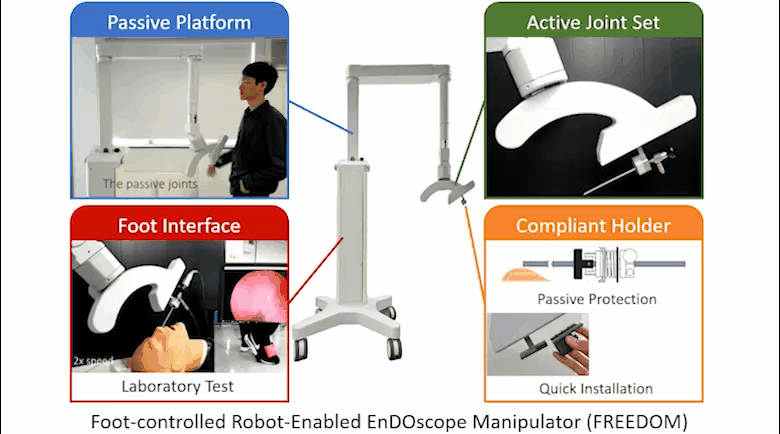 Passive Platform
The passive joints
Active Joint Set
Foot Interface
2x speed
Laboratory Test
Compliant Holder
Passive Protection
Quick Installation
Foot-controlled Robot-Enabled EnDOscope Manipulator (FREEDOM)